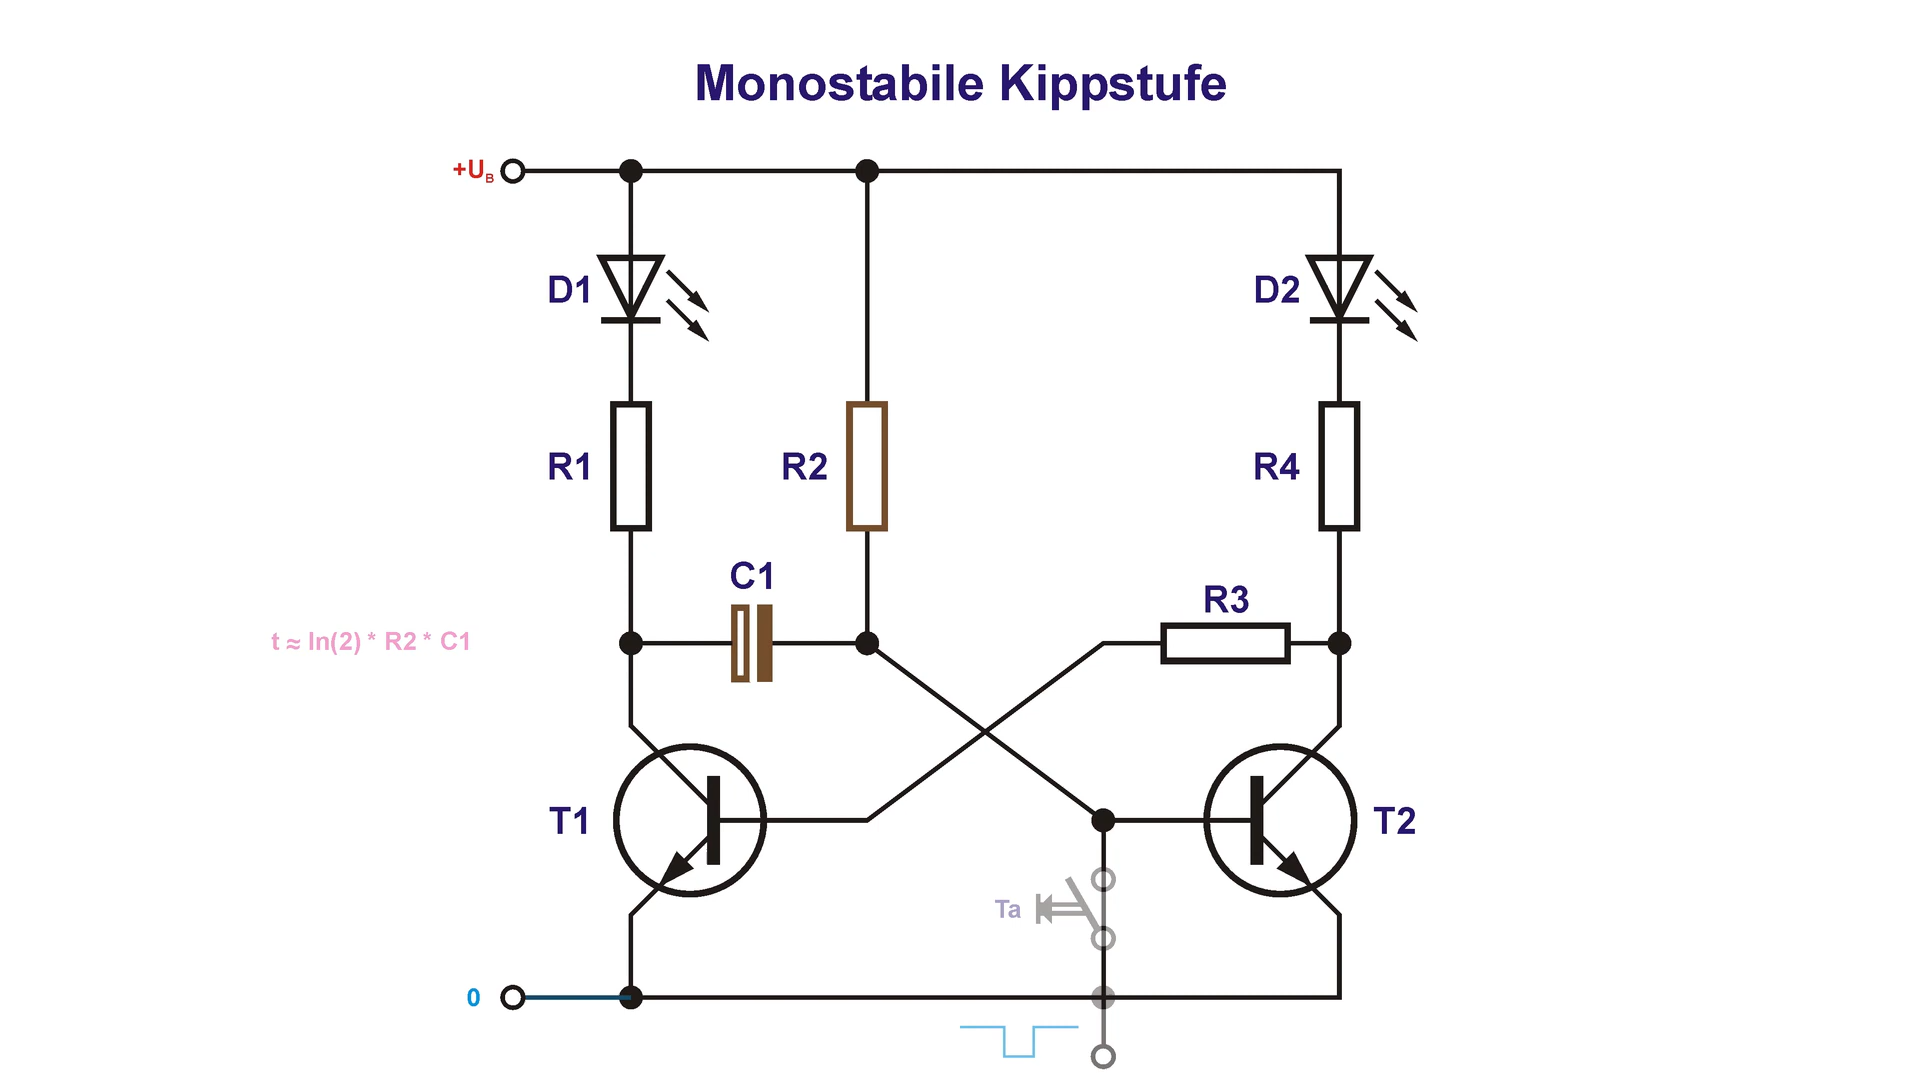 Monostabile Kippstufe
+UB
D1
D2
R1
R2
R4
C1
R3
t ≈ ln(2) * R2 * C1
T1
T2
Ta
0